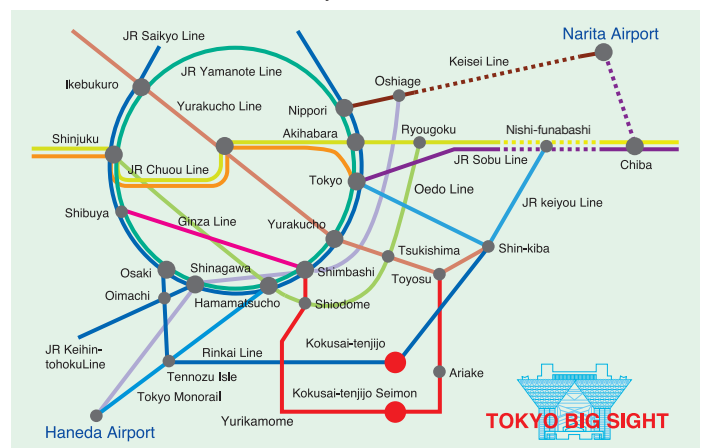 JR Saikyo Line
Narita Airport
Keisei Line
JR Yamanote Line
Ikebukuro
Oshiage
Yurakucho Line
Nippori
Shinjuku
Akihabara
Ryougoku
Nishi-funabashi
JR Chuou Line
JR Sobu Line
Chiba
Tokyo
Oedo Line
JR keiyou Line
Shibuya
Ginza Line
Yurakucho
Tsukishima
Shin-kiba
Osaki
Shinagawa
Shimbashi
Toyosu
Oimachi
Hamamatsucho
Shiodome
JR Keihin-
tohokuLine
Rinkai Line
Kokusai-tenjijo
Tennozu Isle
Ariake
Tokyo Monorail
Kokusai-tenjijo Seimon
Haneda Airport
Yurikamome
TOKYO BIG SIGHT